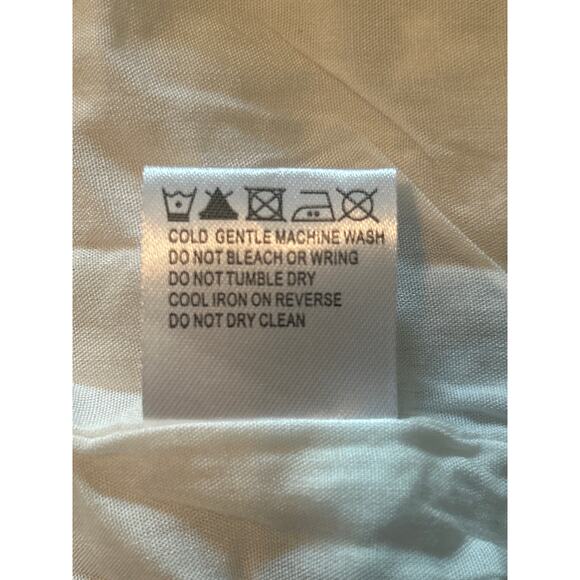 COLD GENTLE MACHINE WASH
DO NOT BLEACH OR WRING
DO NOT TUMBLE DRY
COOL IRON ON REVERSE
DO NOT DRY CLEAN